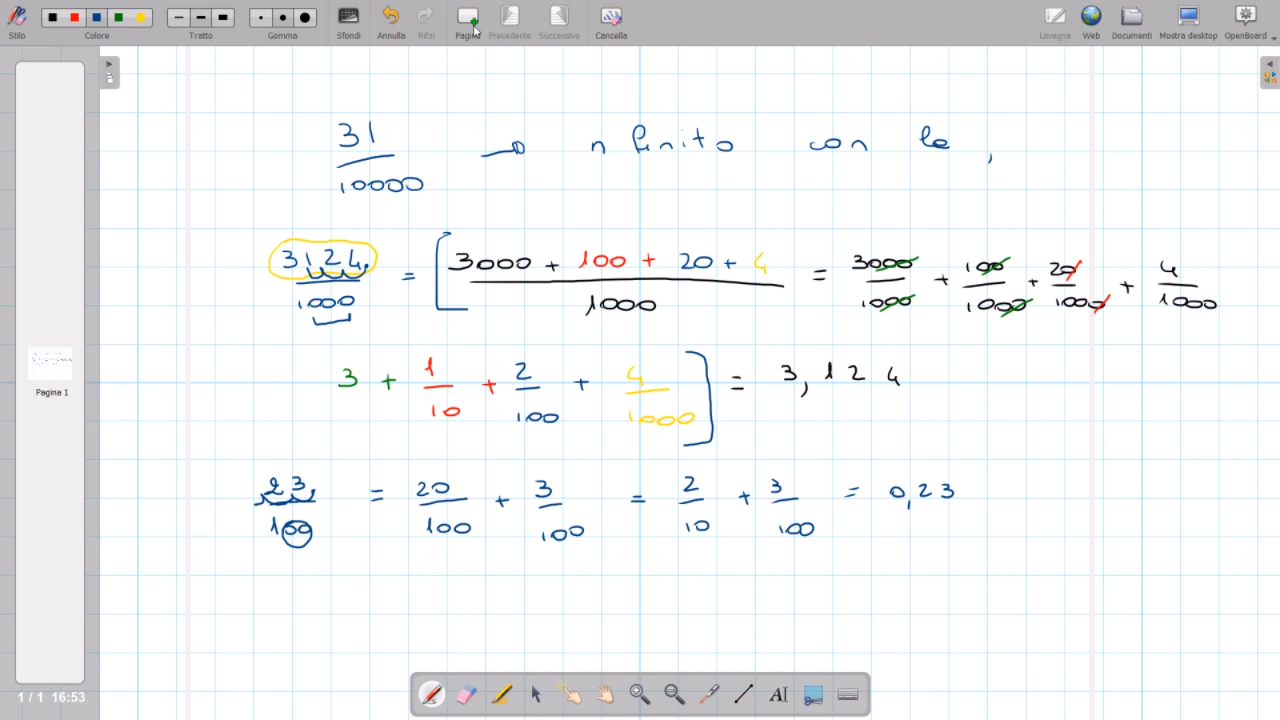 Stilo Colore Tratto Gomma Sfondi Annulla Rifai Pagine Precedente Successivo Cancella Lavagna Web Documenti Mostra desktop OpenBoard
31/10000 → n finito con la ,
3124/1000 = [3000 + 100 + 20 + 4/1000 = 3000/1000 + 100/1000 + 20/1000 + 4/1000
3 + 1/10 + 2/100 + 4/1000] = 3,124
23/100 = 20/100 + 3/100 = 2/10 + 3/100 = 0,23
Pagina 1
1 / 1 16:53
AI